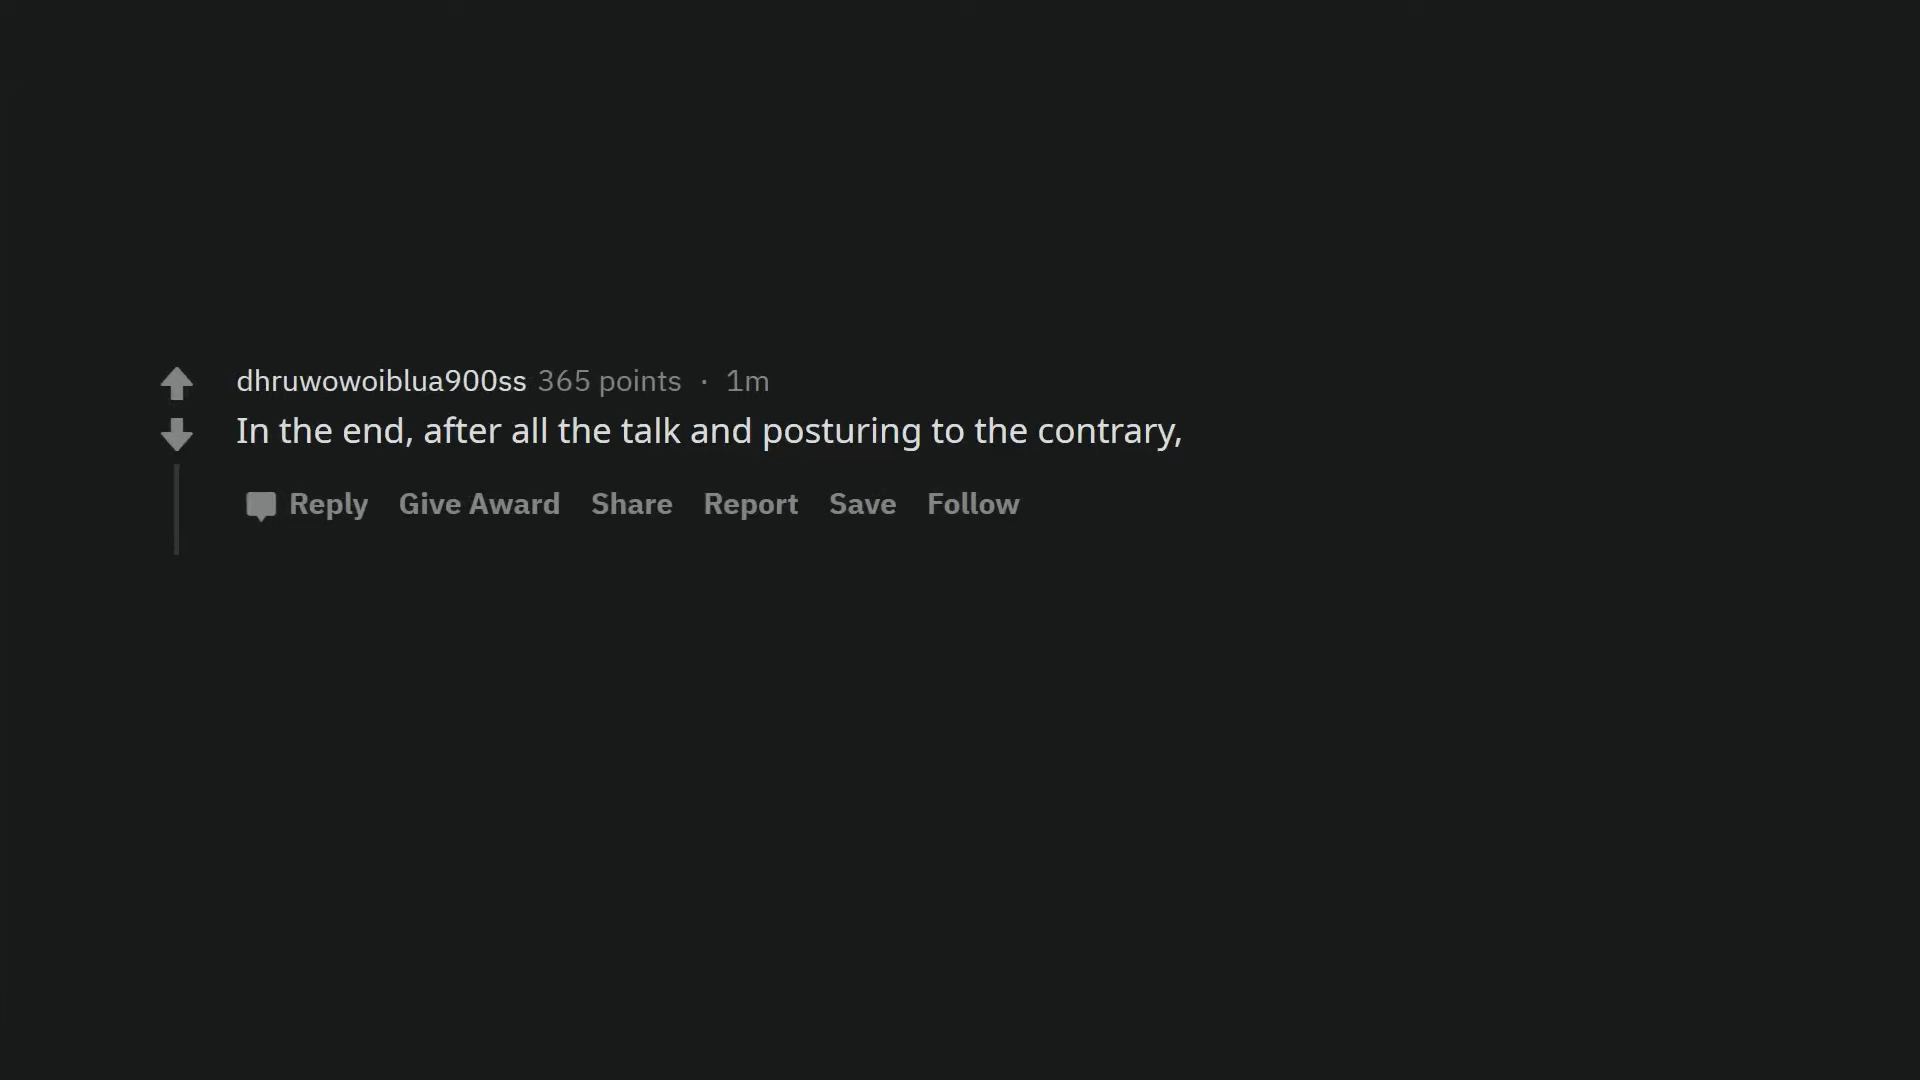 dhruwowoiblua900ss 365 points · 1m
In the end, after all the talk and posturing to the contrary,
Reply Give Award Share Report Save Follow